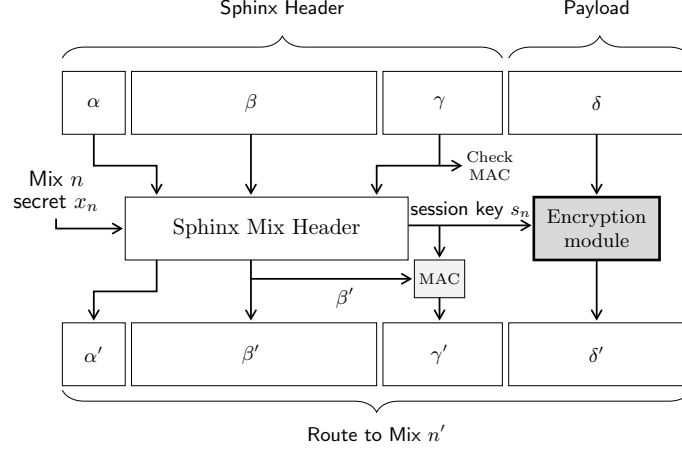 Sphinx Header
Payload
α
β
γ
δ
Check
MAC
Mix n
secret xₙ
Sphinx Mix Header
session key sₙ
Encryption
module
MAC
β′
α′
β′
γ′
δ′
Route to Mix n′